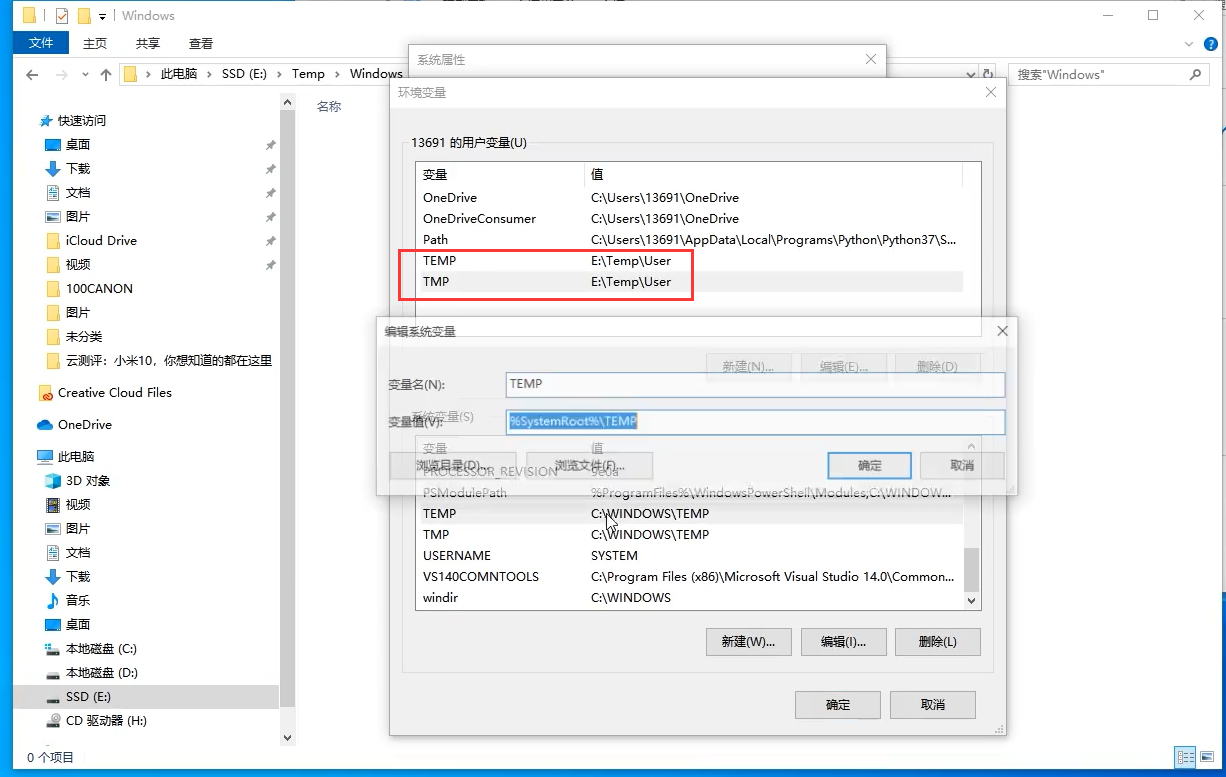 Windows
文件 主页 共享 查看
此电脑 SSD (E:) Temp Windows
搜索"Windows"
快速访问
桌面
下载
文档
图片
iCloud Drive
视频
100CANON
图片
未分类
云测评：小米10，你想知道的都在这里
Creative Cloud Files
OneDrive
此电脑
3D 对象
视频
图片
文档
下载
音乐
桌面
本地磁盘 (C:)
本地磁盘 (D:)
SSD (E:)
CD 驱动器 (H:)
0 个项目
名称
系统属性
环境变量
13691 的用户变量(U)
变量 值
OneDrive C:\Users\13691\OneDrive
OneDriveConsumer C:\Users\13691\OneDrive
Path C:\Users\13691\AppData\Local\Programs\Python\Python37\S...
TEMP E:\Temp\User
TMP E:\Temp\User
编辑系统变量
新建(N)... 编辑(E)... 删除(D)
变量名(N): TEMP
系统变量(S)
变量值(V): %SystemRoot%\TEMP
变量 值
浏览目录(D)... 浏览文件(F)... 确定 取消
PROCESSOR_REVISION 9e0a
PSModulePath %ProgramFiles%\WindowsPowerShell\Modules;C:\WINDOW...
TEMP C:\WINDOWS\TEMP
TMP C:\WINDOWS\TEMP
USERNAME SYSTEM
VS140COMNTOOLS C:\Program Files (x86)\Microsoft Visual Studio 14.0\Common...
windir C:\WINDOWS
新建(W)... 编辑(I)... 删除(L)
确定 取消